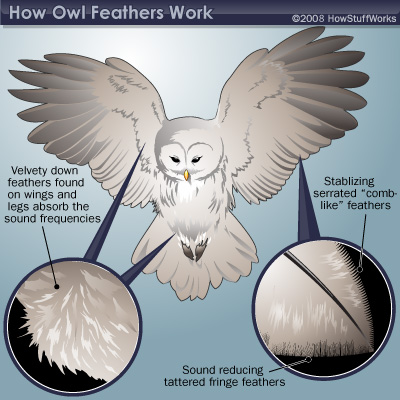 How Owl Feathers Work
©2008 HowStuffWorks
Velvety down
feathers found
on wings and
legs absorb the
sound frequencies
Stablizing
serrated “comb-
like” feathers
Sound reducing
tattered fringe feathers